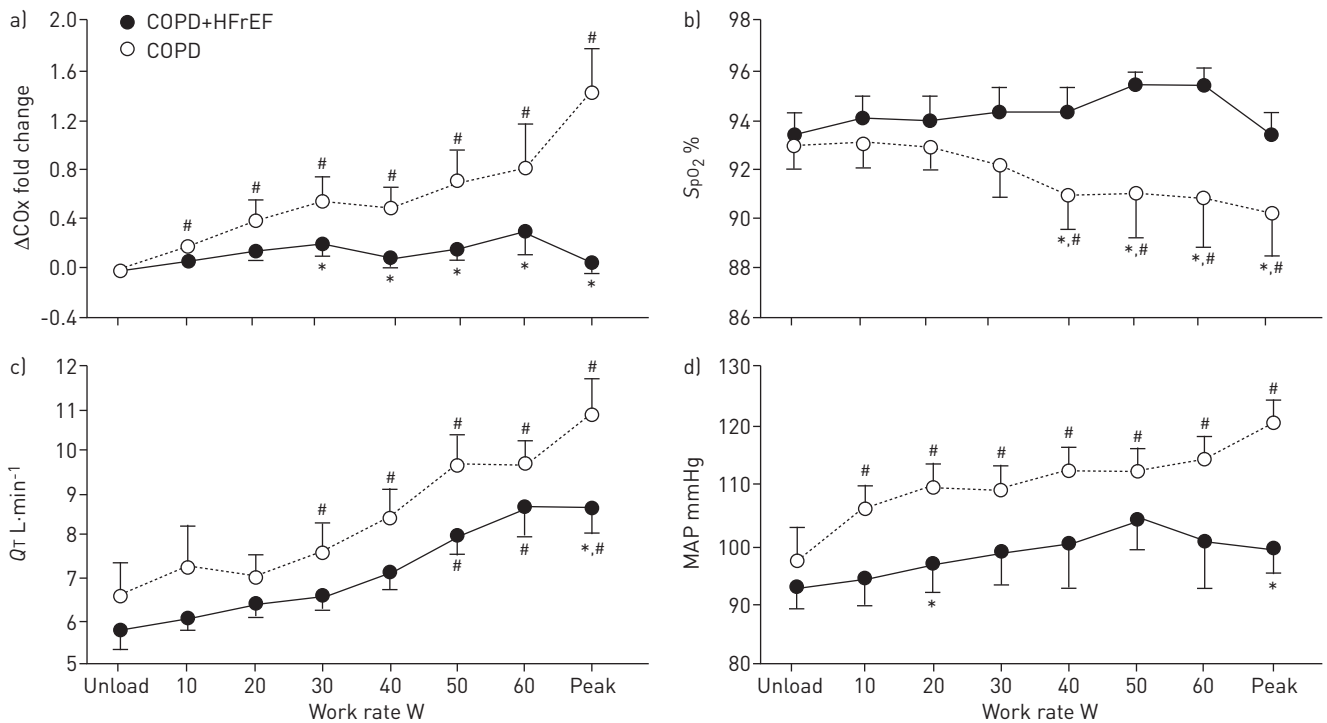 a)
COPD+HFrEF
COPD
ΔCOx fold change
2.0
1.6
1.2
0.8
0.4
0.0
-0.4
# # # # # # # #
* * * * *
b)
SpO2 %
98
96
94
92
90
88
86
*,# *,# *,# *,#
c)
QT L·min-1
12
11
10
9
8
7
6
5
# # # # #
# # *,#
Unload 10 20 30 40 50 60 Peak
Work rate W
d)
MAP mmHg
130
120
110
100
90
80
# # # # # # #
* *
Unload 10 20 30 40 50 60 Peak
Work rate W